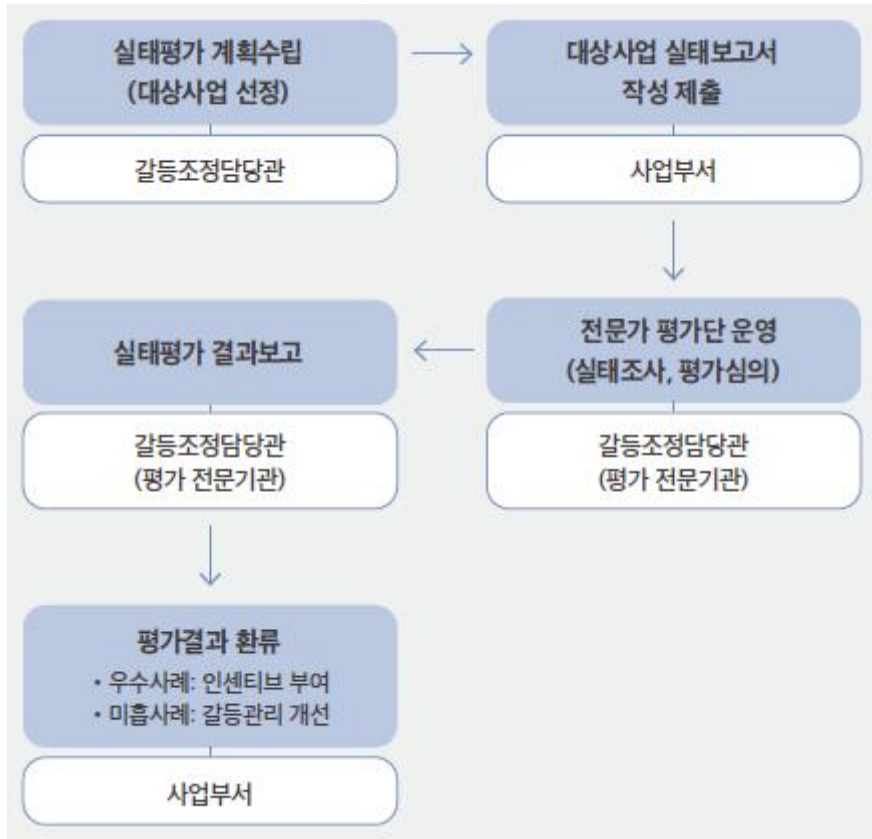 실태평가 계획수립
(대상사업 선정)
갈등조정담당관
대상사업 실태보고서
작성 제출
사업부서
전문가 평가단 운영
(실태조사, 평가심의)
갈등조정담당관
(평가 전문기관)
실태평가 결과보고
갈등조정담당관
(평가 전문기관)
평가결과 환류
• 우수사례: 인센티브 부여
• 미흡사례: 갈등관리 개선
사업부서